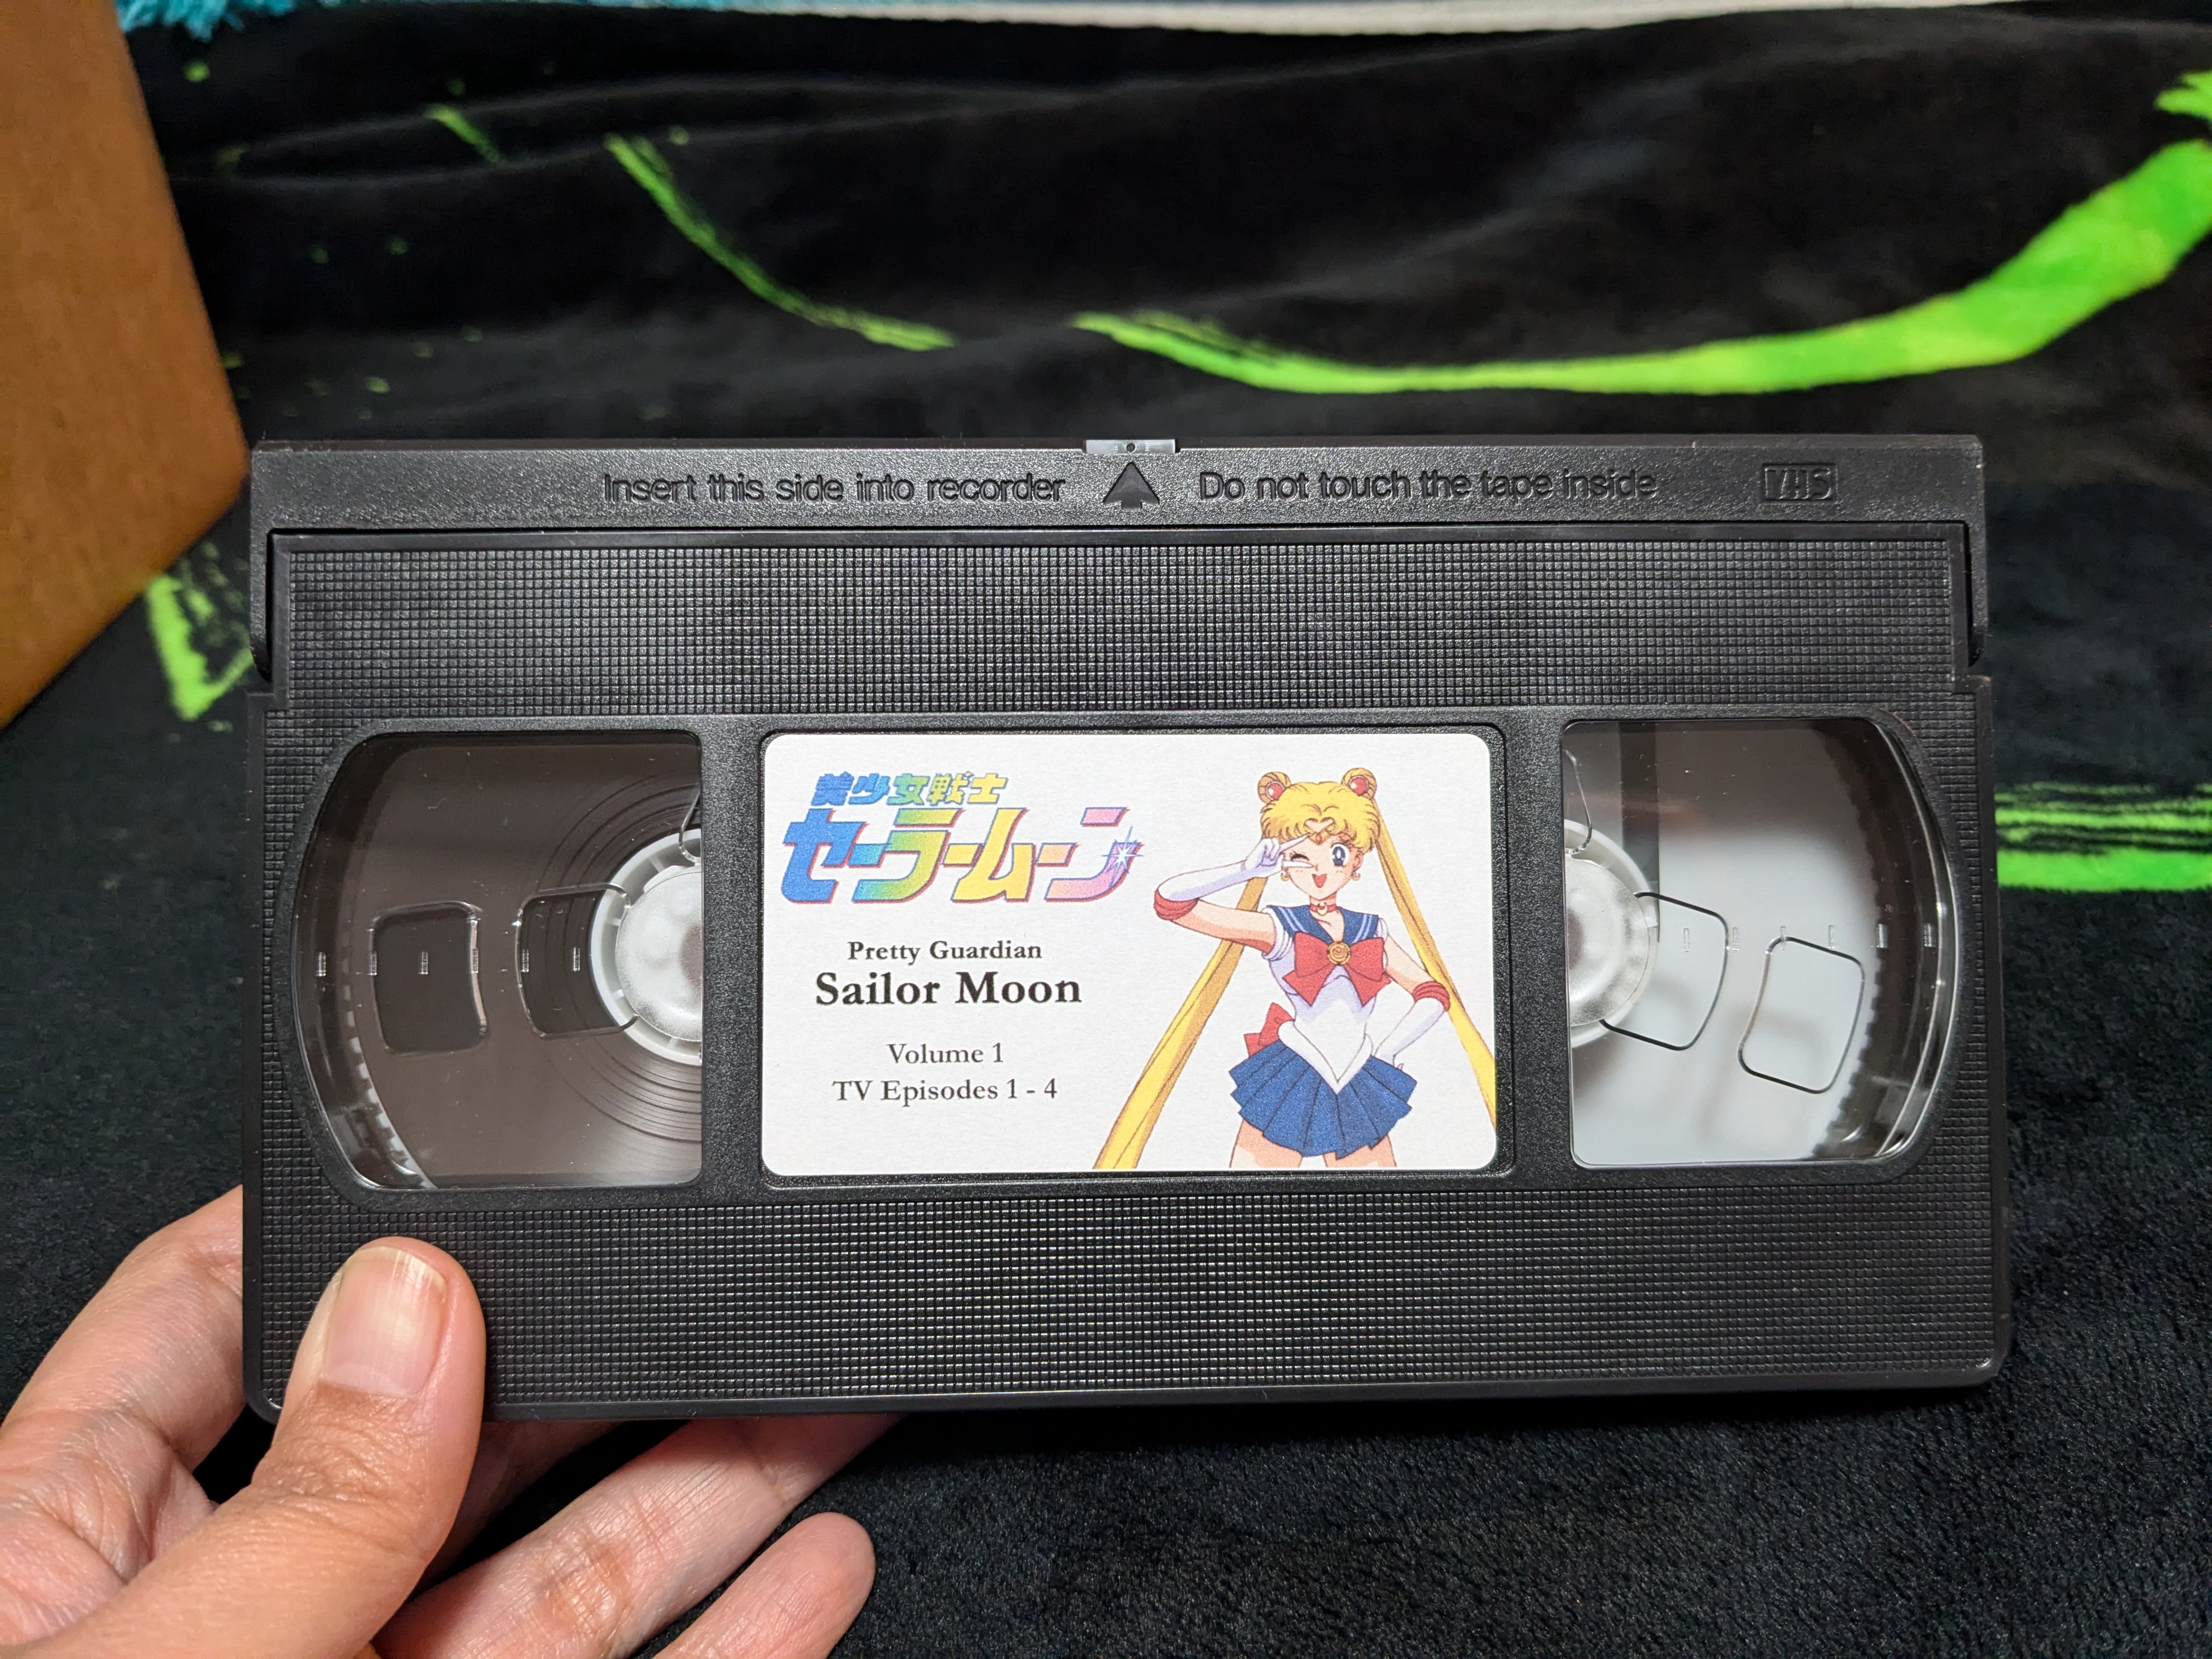 Insert this side into recorder Do not touch the tape inside VHS
美少女戦士
セーラームーン
Pretty Guardian
Sailor Moon
Volume 1
TV Episodes 1 - 4